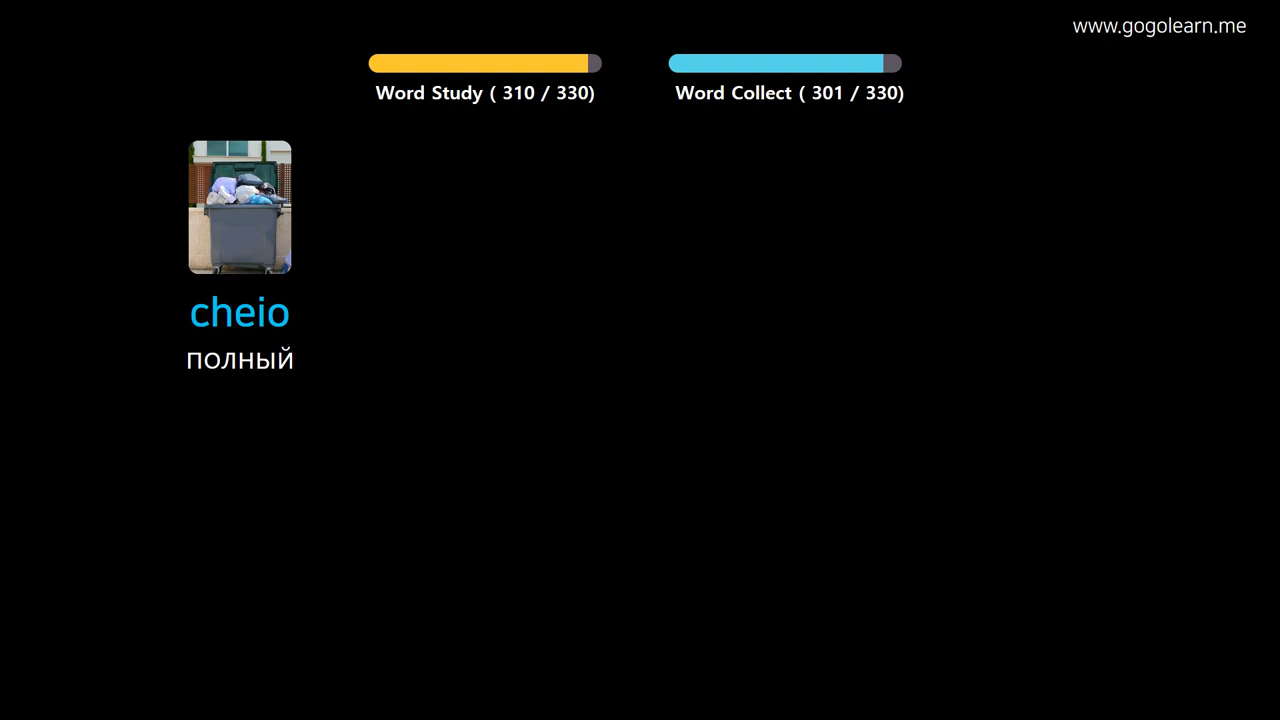 www.gogolearn.me
Word Study ( 310 / 330)
Word Collect ( 301 / 330)
cheio
полный